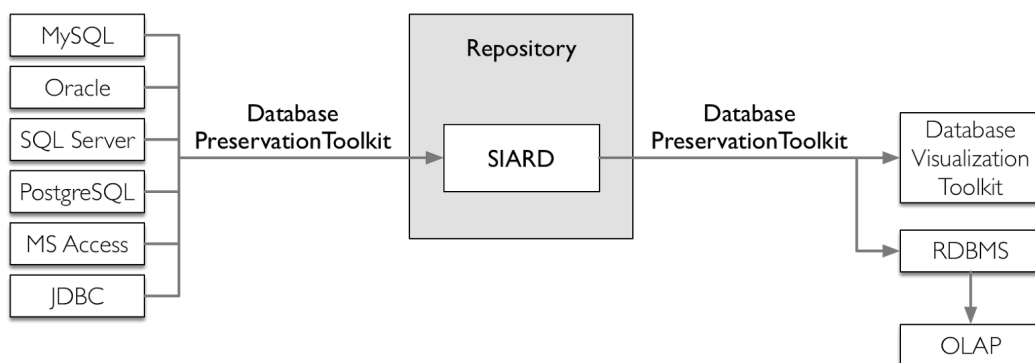 MySQL
Oracle
SQL Server
PostgreSQL
MS Access
JDBC
Database
PreservationToolkit
Repository
SIARD
Database
PreservationToolkit
Database
Visualization
Toolkit
RDBMS
OLAP